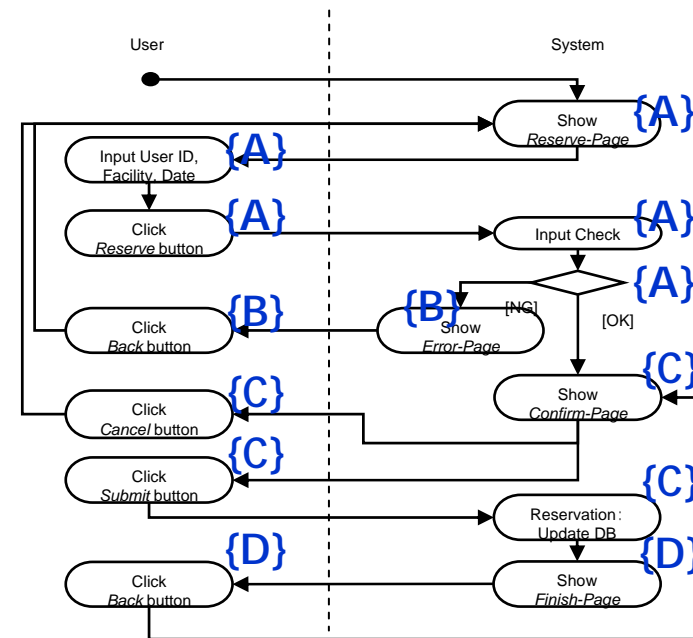 User
System
Show
Reserve-Page
{A}
Input User ID,
Facility, Date
{A}
Click
Reserve button
{A}
Input Check
{A}
{A}
[NG]
[OK]
Click
Back button
{B}
Show
Error-Page
{B}
Show
Confirm-Page
{C}
Click
Cancel button
{C}
Click
Submit button
{C}
Reservation:
Update DB
{C}
Click
Back button
{D}
Show
Finish-Page
{D}